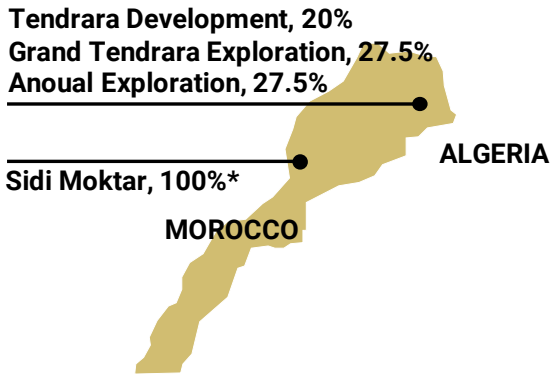 Tendrara Development, 20%
Grand Tendrara Exploration, 27.5%
Anoual Exploration, 27.5%
ALGERIA
Sidi Moktar, 100%*
MOROCCO